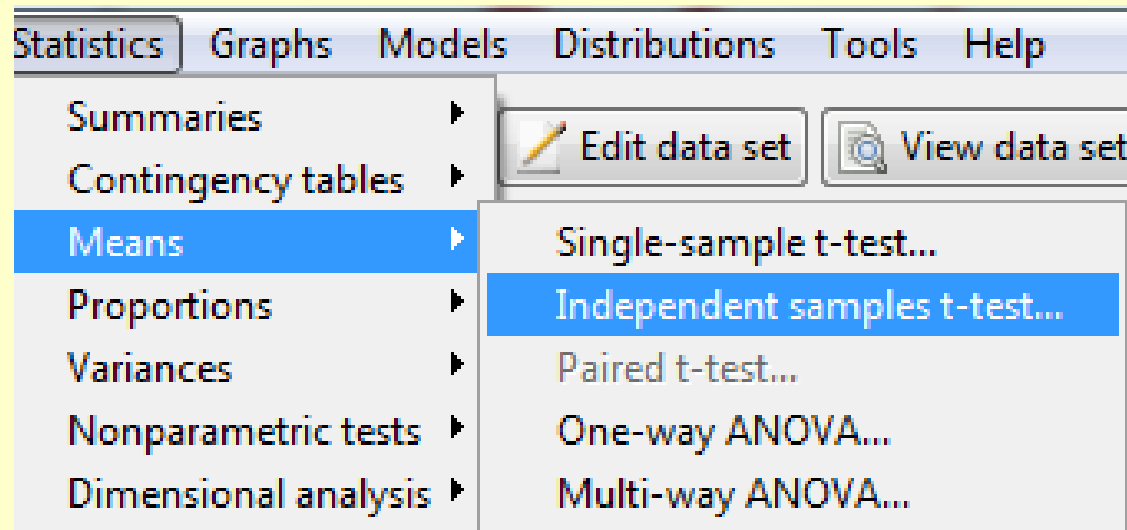 Statistics Graphs Models Distributions Tools Help
Summaries
Edit data set View data set
Contingency tables
Means
Single-sample t-test...
Proportions
Independent samples t-test...
Variances
Paired t-test...
Nonparametric tests
One-way ANOVA...
Dimensional analysis
Multi-way ANOVA...